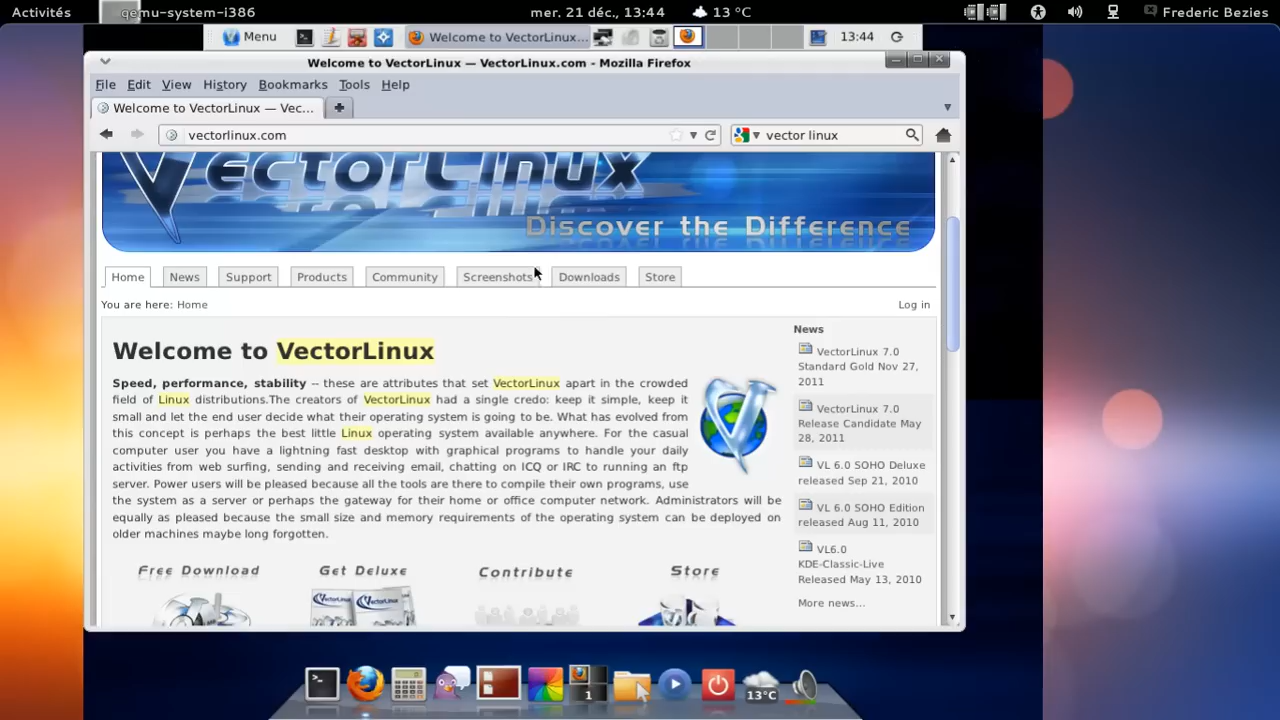 Activités
qemu-system-i386
mer. 21 déc., 13:44
13 °C
Frederic Bezies
Menu
Welcome to VectorLinux...
13:44
Welcome to VectorLinux — VectorLinux.com - Mozilla Firefox
File Edit View History Bookmarks Tools Help
Welcome to VectorLinux — Vec...
vectorlinux.com
vector linux
VectorLinux
Discover the Difference
Home News Support Products Community Screenshots Downloads Store
You are here: Home
Log in
Welcome to VectorLinux
Speed, performance, stability -- these are attributes that set VectorLinux apart in the crowded
field of Linux distributions.The creators of VectorLinux had a single credo: keep it simple, keep it
small and let the end user decide what their operating system is going to be. What has evolved from
this concept is perhaps the best little Linux operating system available anywhere. For the casual
computer user you have a lightning fast desktop with graphical programs to handle your daily
activities from web surfing, sending and receiving email, chatting on ICQ or IRC to running an ftp
server. Power users will be pleased because all the tools are there to compile their own programs, use
the system as a server or perhaps the gateway for their home or office computer network. Administrators will be
equally as pleased because the small size and memory requirements of the operating system can be deployed on
older machines maybe long forgotten.
News
VectorLinux 7.0
Standard Gold Nov 27,
2011
VectorLinux 7.0
Release Candidate May
28, 2011
VL 6.0 SOHO Deluxe
released Sep 21, 2010
VL 6.0 SOHO Edition
released Aug 11, 2010
VL6.0
KDE-Classic-Live
Released May 13, 2010
More news...
Free Download
Get Deluxe
Contribute
Store
VectorLinux
VectorLinux
1
13°C